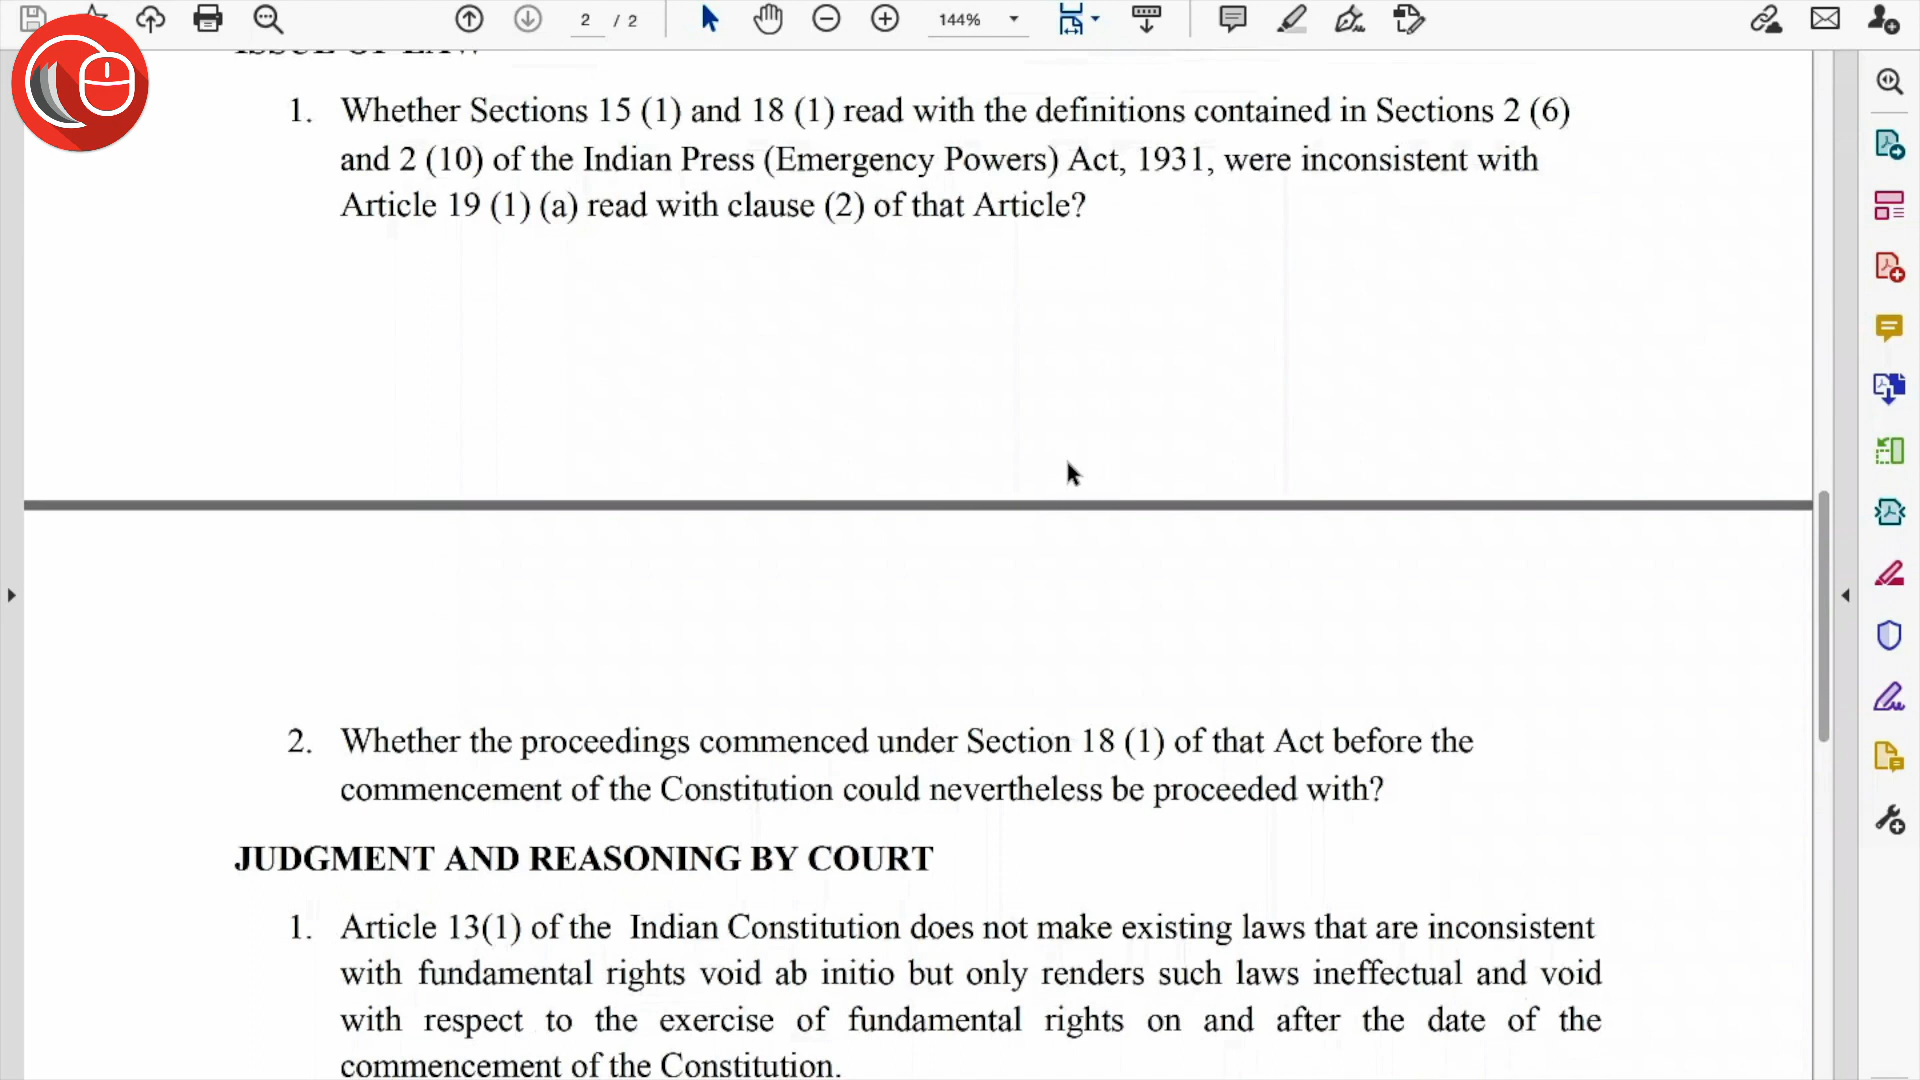 2 / 2
144%
ISSUE OF LAW
1. Whether Sections 15 (1) and 18 (1) read with the definitions contained in Sections 2 (6)
and 2 (10) of the Indian Press (Emergency Powers) Act, 1931, were inconsistent with
Article 19 (1) (a) read with clause (2) of that Article?
2. Whether the proceedings commenced under Section 18 (1) of that Act before the
commencement of the Constitution could nevertheless be proceeded with?
JUDGMENT AND REASONING BY COURT
1. Article 13(1) of the Indian Constitution does not make existing laws that are inconsistent
with fundamental rights void ab initio but only renders such laws ineffectual and void
with respect to the exercise of fundamental rights on and after the date of the
commencement of the Constitution.